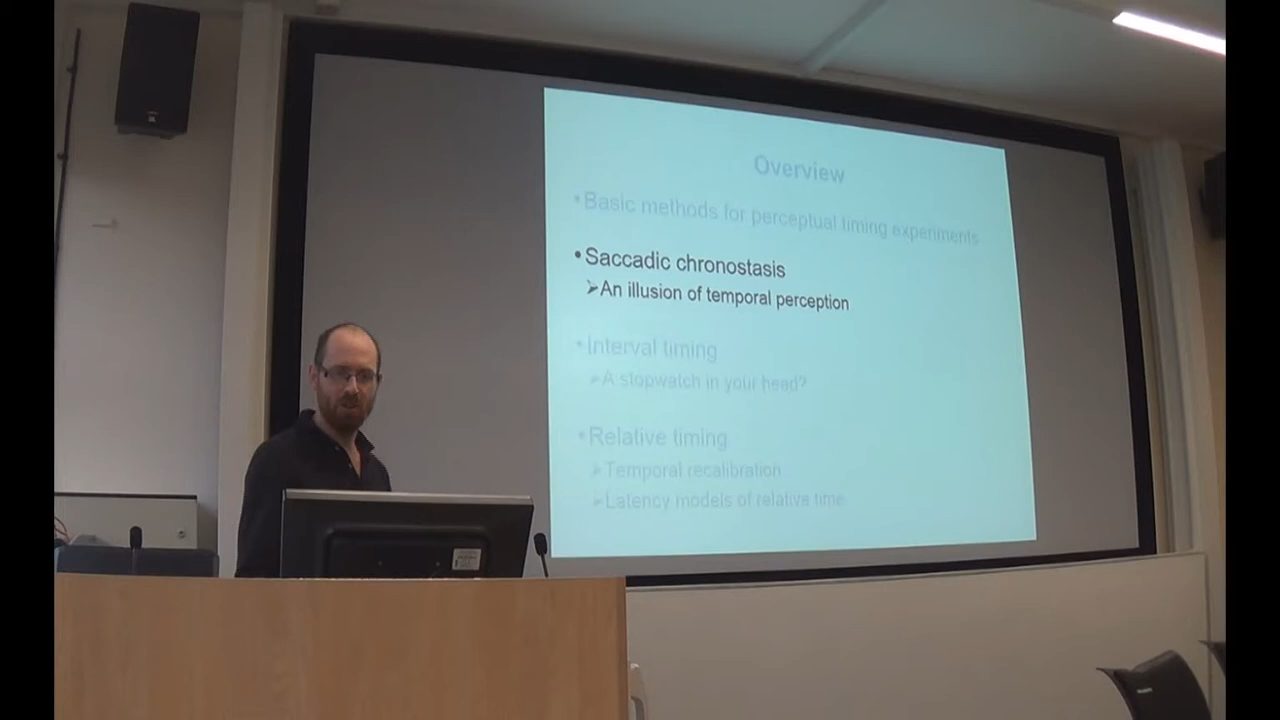 Overview
•Basic methods for perceptual timing experiments
•Saccadic chronostasis
➢An illusion of temporal perception
•Interval timing
➢A stopwatch in your head?
•Relative timing
➢Temporal recalibration
➢Latency models of relative time